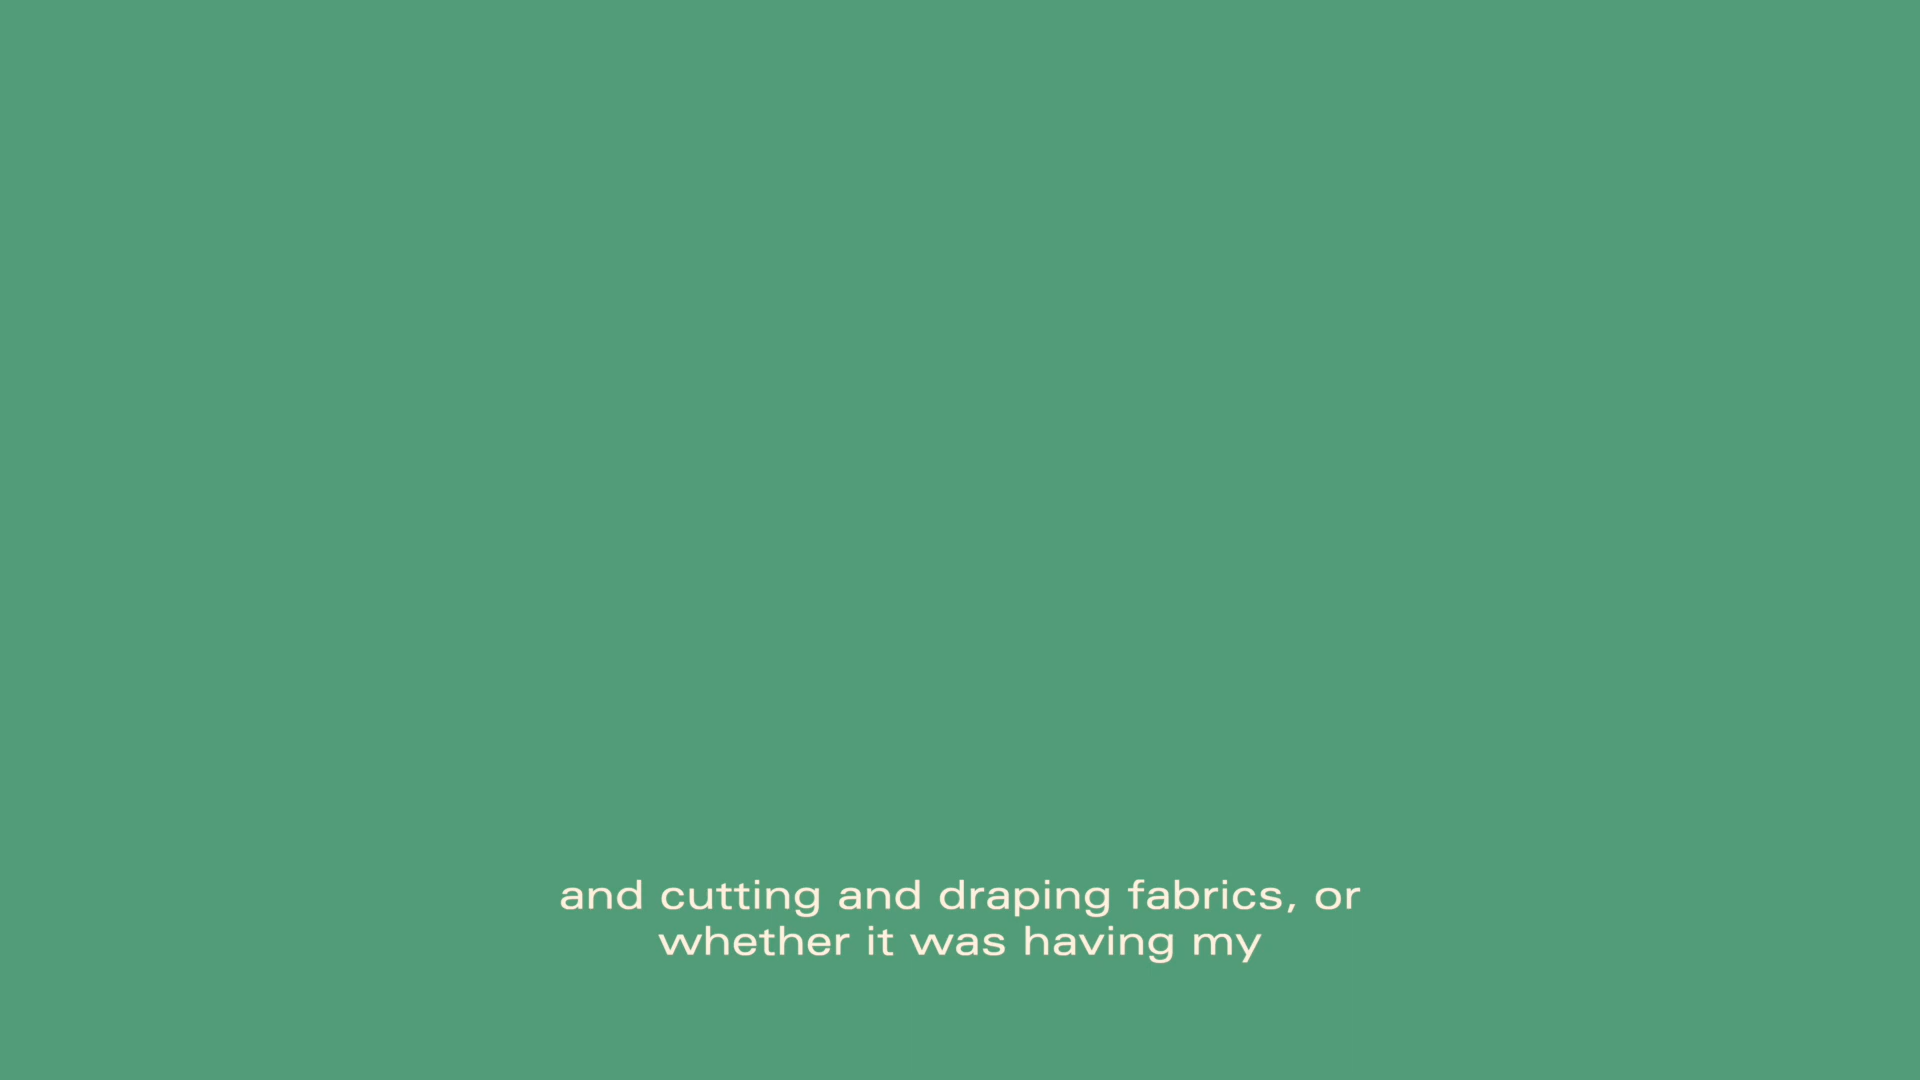 and cutting and draping fabrics, or
whether it was having my